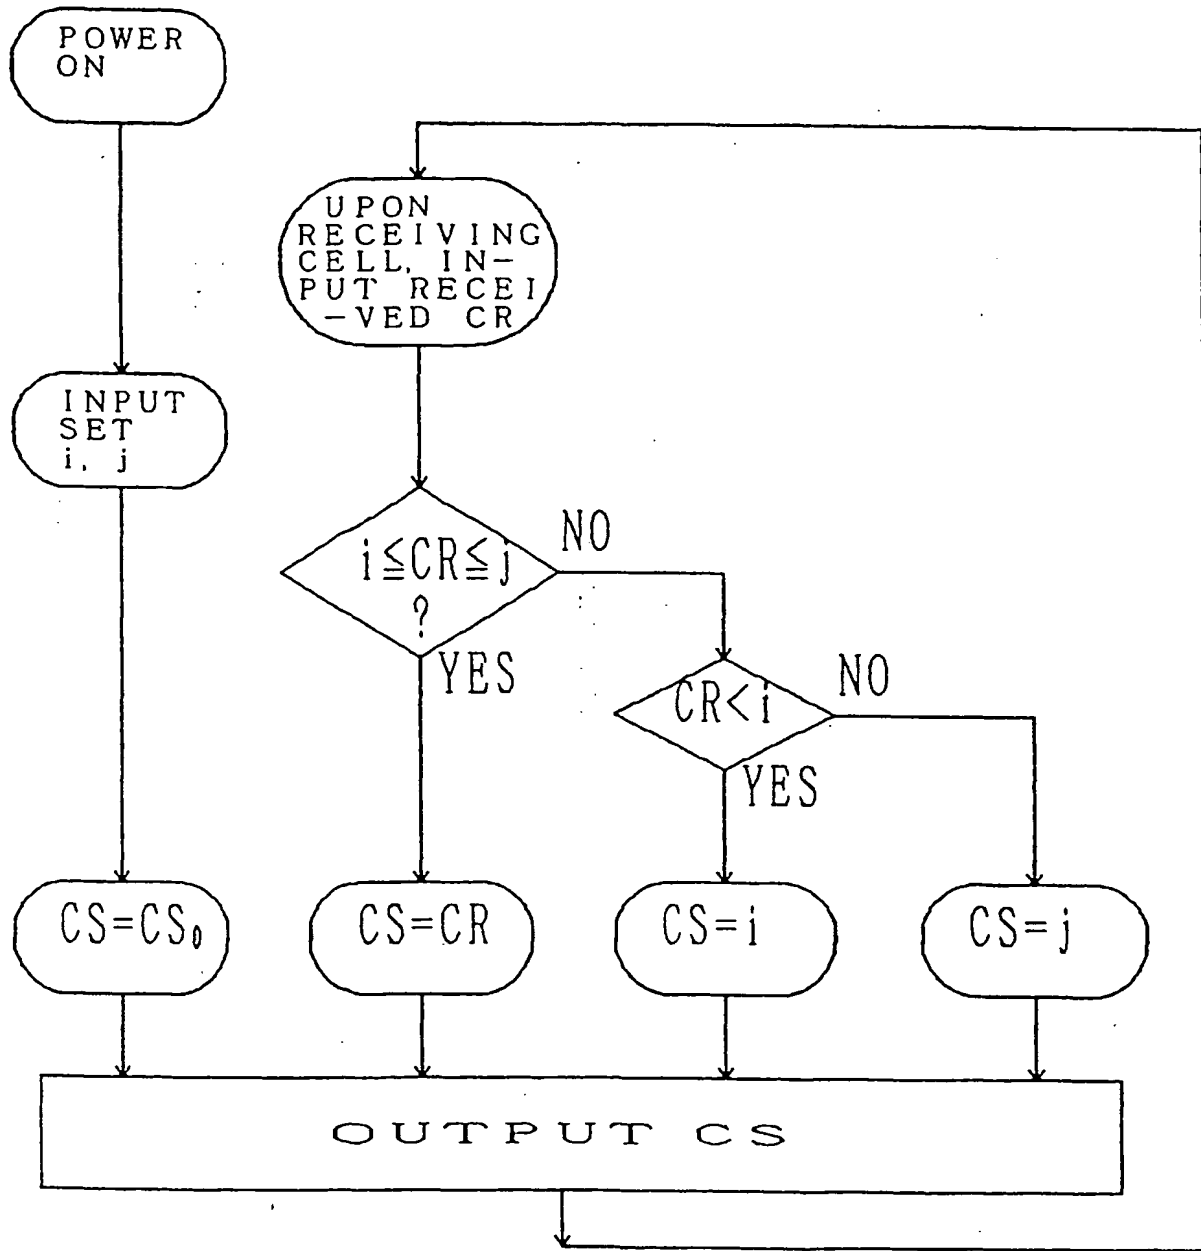 POWER
ON
UPON
RECEIVING
CELL, IN-
PUT RECEI
-VED CR
INPUT
SET
i, j
i≦CR≦j
?
NO
YES
CR<i
NO
YES
CS=CS₀
CS=CR
CS=i
CS=j
OUTPUT CS